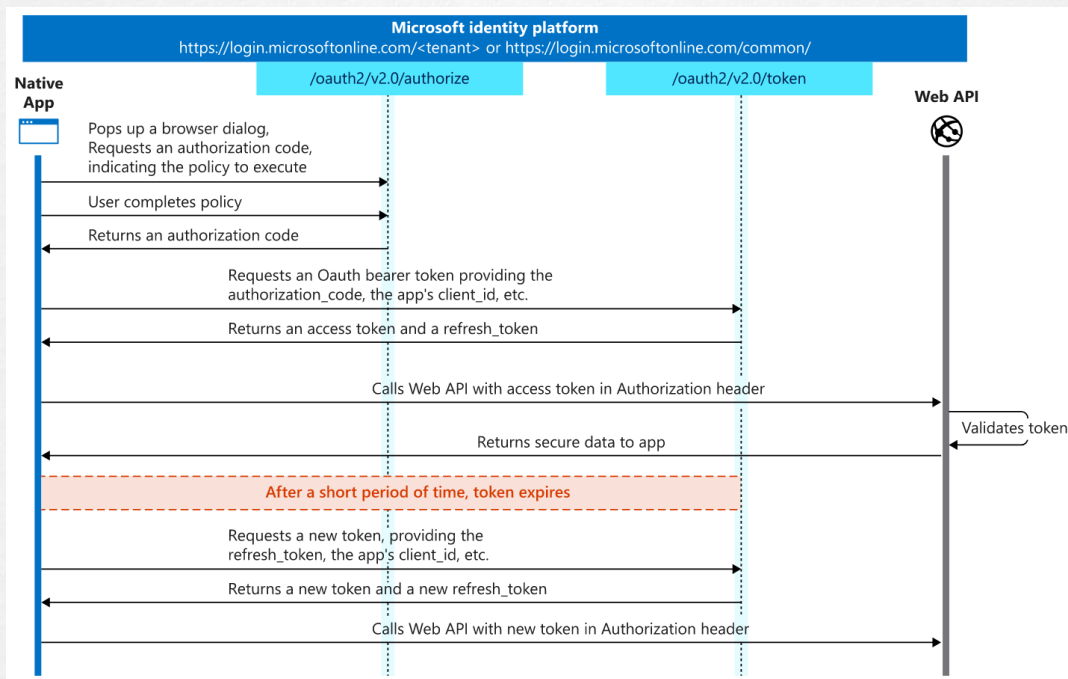 Microsoft identity platform
https://login.microsoftonline.com/<tenant> or https://login.microsoftonline.com/common/
/oauth2/v2.0/authorize
/oauth2/v2.0/token
Native
App
Web API
Pops up a browser dialog,
Requests an authorization code,
indicating the policy to execute
User completes policy
Returns an authorization code
Requests an Oauth bearer token providing the
authorization_code, the app's client_id, etc.
Returns an access token and a refresh_token
Calls Web API with access token in Authorization header
Validates token
Returns secure data to app
After a short period of time, token expires
Requests a new token, providing the
refresh_token, the app's client_id, etc.
Returns a new token and a new refresh_token
Calls Web API with new token in Authorization header